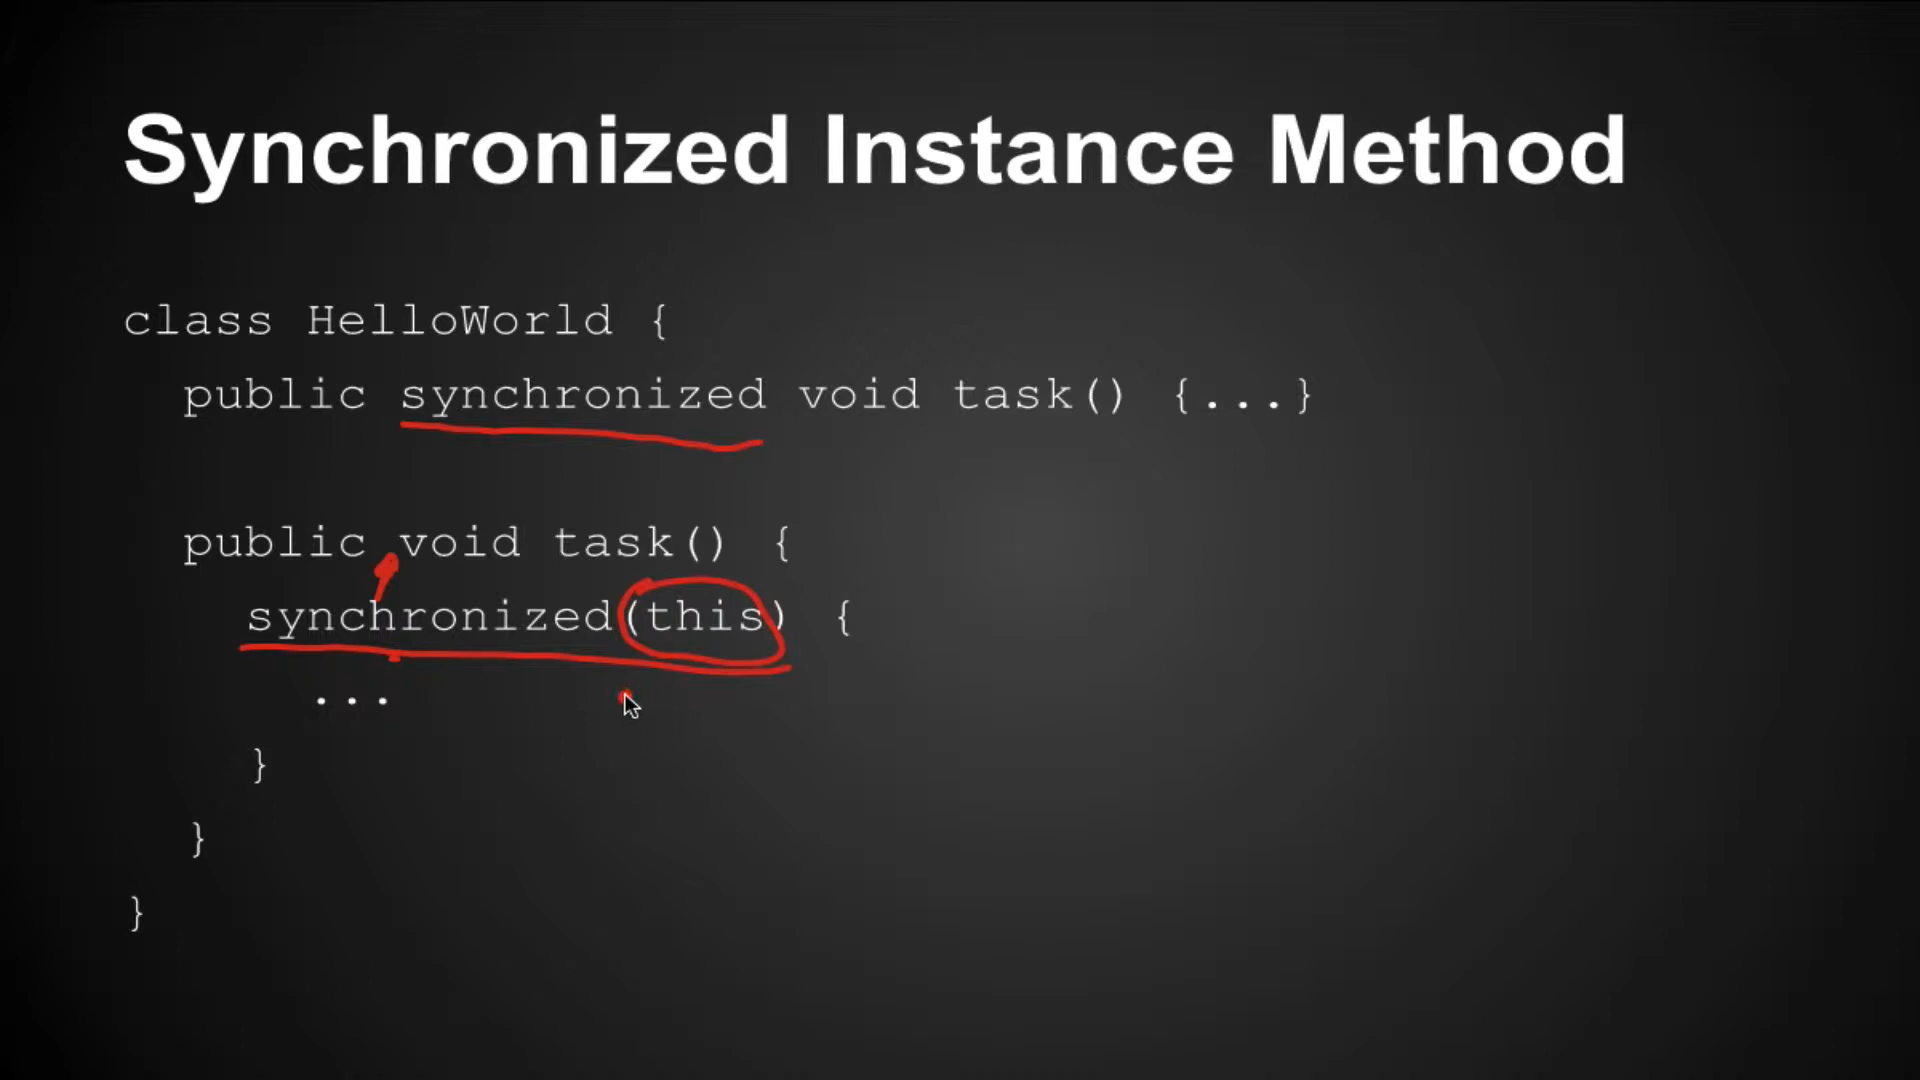 Synchronized Instance Method
class HelloWorld {
public synchronized void task() {...}
public void task() {
synchronized(this) {
...
}
}
}